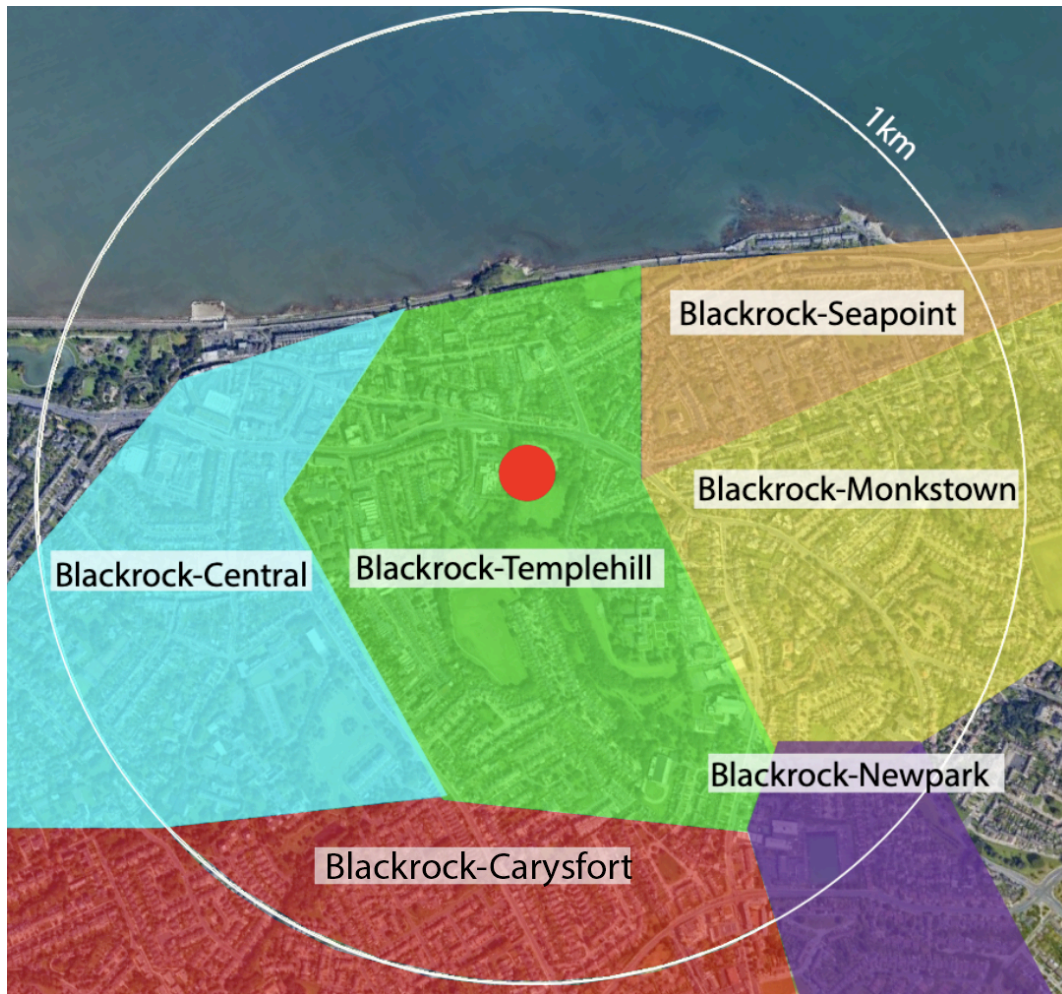 1km
Blackrock-Seapoint
Blackrock-Monkstown
Blackrock-Central
Blackrock-Templehill
Blackrock-Newpark
Blackrock-Carysfort